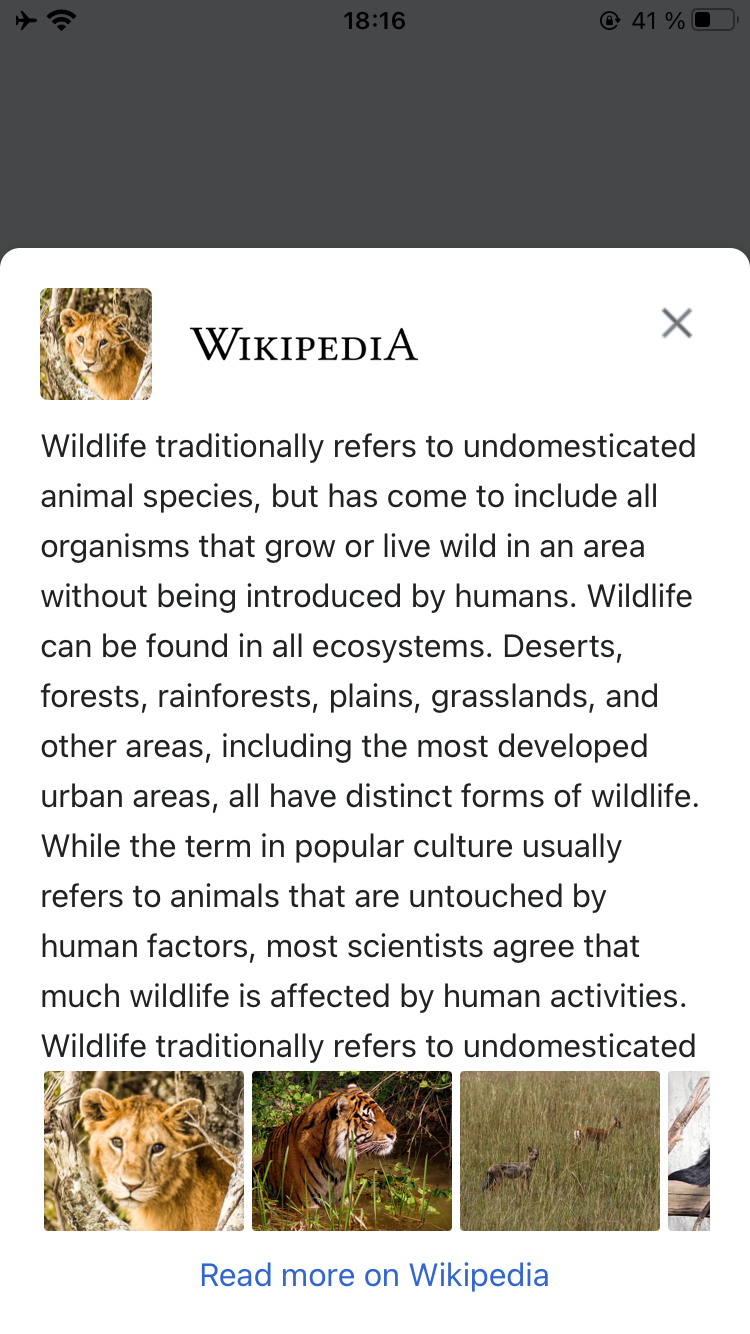 18:16
41 %
WIKIPEDIA
Wildlife traditionally refers to undomesticated
animal species, but has come to include all
organisms that grow or live wild in an area
without being introduced by humans. Wildlife
can be found in all ecosystems. Deserts,
forests, rainforests, plains, grasslands, and
other areas, including the most developed
urban areas, all have distinct forms of wildlife.
While the term in popular culture usually
refers to animals that are untouched by
human factors, most scientists agree that
much wildlife is affected by human activities.
Wildlife traditionally refers to undomesticated
Read more on Wikipedia